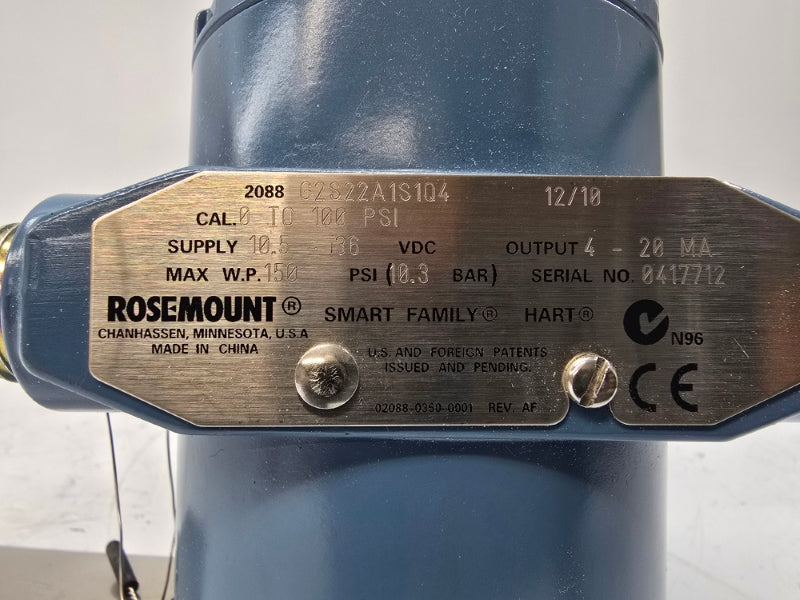 2088 G2S22A1S1Q4 12/10
CAL. 0 TO 100 PSI
SUPPLY 10.5 - 36 VDC OUTPUT 4 - 20 MA
MAX W.P. 150 PSI (10.3 BAR) SERIAL NO. 0417712
ROSEMOUNT® SMART FAMILY® HART®
CHANHASSEN, MINNESOTA, U.S.A
MADE IN CHINA
N96
U.S. AND FOREIGN PATENTS
ISSUED AND PENDING.
CE
02088-0350-0001 REV. AF